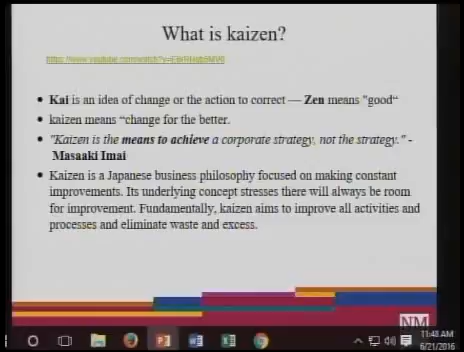 What is kaizen?
• Kai is an idea of change or the action to correct — Zen means "good“
• kaizen means “change for the better.
• "Kaizen is the means to achieve a corporate strategy, not the strategy." -
Masaaki Imai
• Kaizen is a Japanese business philosophy focused on making constant
improvements. Its underlying concept stresses there will always be room
for improvement. Fundamentally, kaizen aims to improve all activities and
processes and eliminate waste and excess.
NM
11:48 AM
6/21/2016